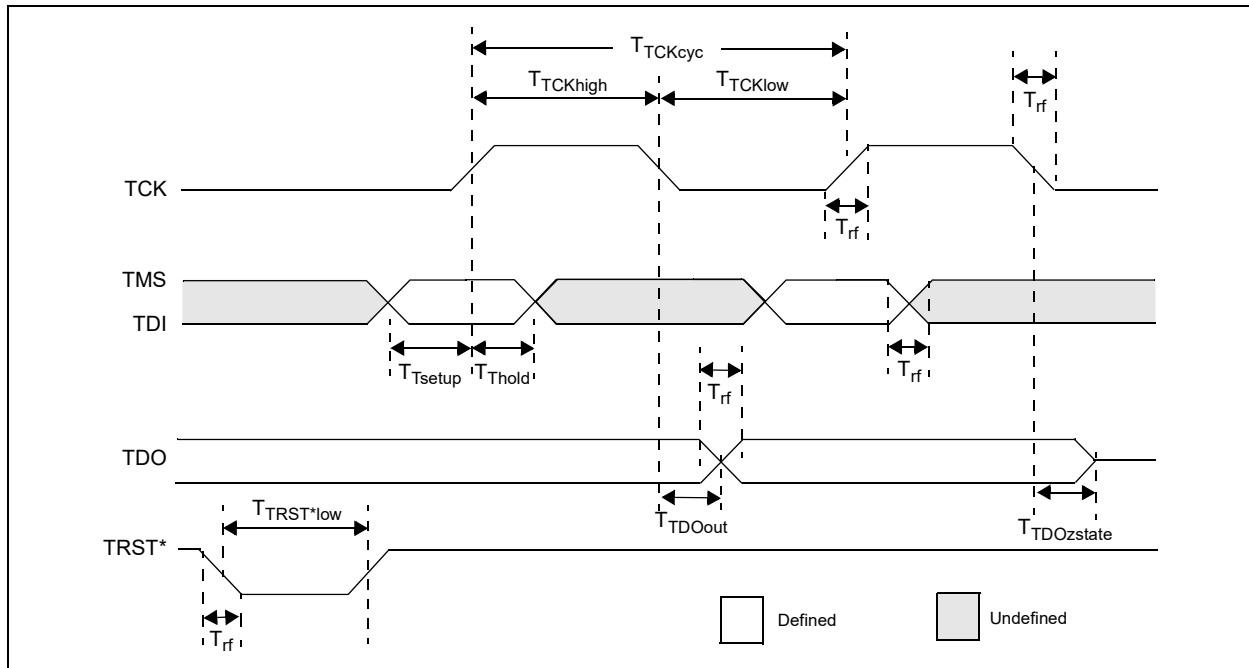 TTCKcyc
TTCKhigh
TTCKlow
Trf
TCK
Trf
TMS
TDI
TTsetup
TThold
Trf
Trf
TDO
TTRST*low
TTDOout
TTDOzstate
TRST*
Trf
Defined
Undefined